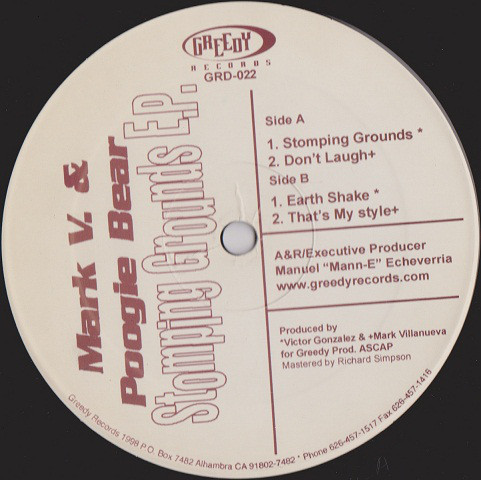 GREEDY
RECORDS
GRD-022
Mark V. &
Poogie Bear
Stomping Grounds E.P.
Side A
1. Stomping Grounds *
2. Don't Laugh+
Side B
1. Earth Shake *
2. That's My style+
A&R/Executive Producer
Manuel "Mann-E" Echeverria
www.greedyrecords.com
Produced by
*Victor Gonzalez & +Mark Villanueva
for Greedy Prod. ASCAP
Mastered by Richard Simpson
Greedy Records 1998 P.O. Box 7482 Alhambra CA 91802-7482 * Phone 626-457-1517 Fax 626-457-1416